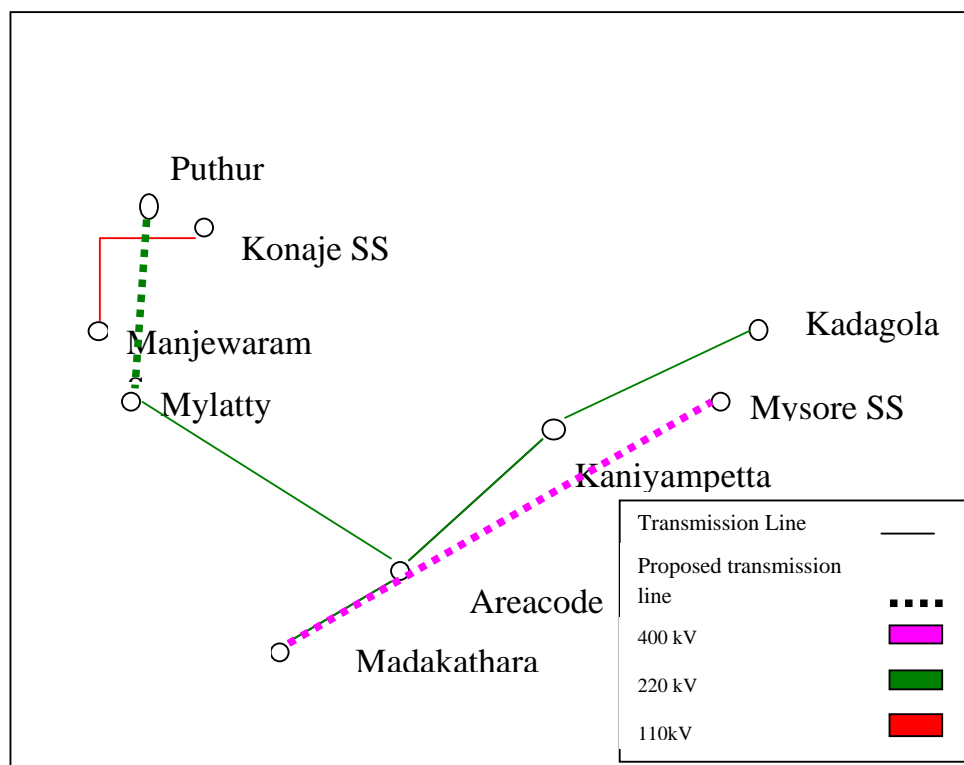 Puthur
Konaje SS
Manjewaram
Kadagola
Mylatty
Mysore SS
Kaniyampetta
Areacode
Madakathara
Transmission Line
Proposed transmission
line
400 kV
220 kV
110kV